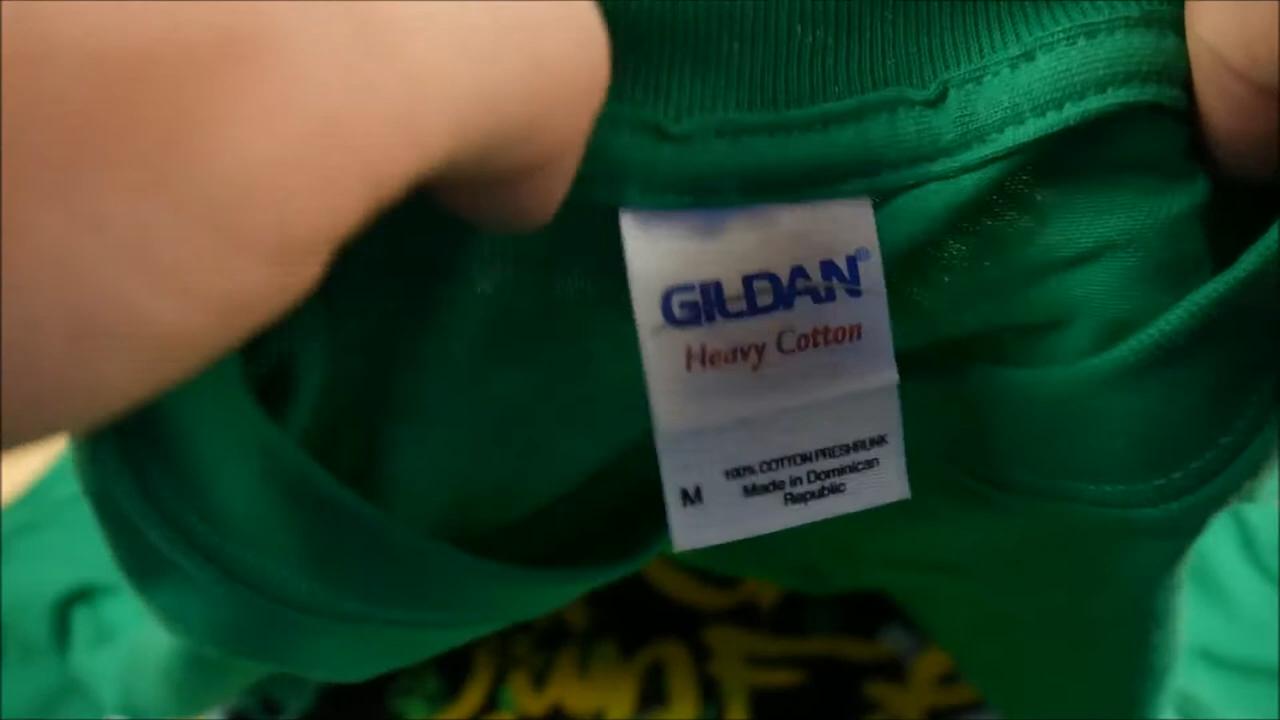 GILDAN®
Heavy Cotton
100% COTTON PRESHRUNK
M
Made in Dominican
Republic